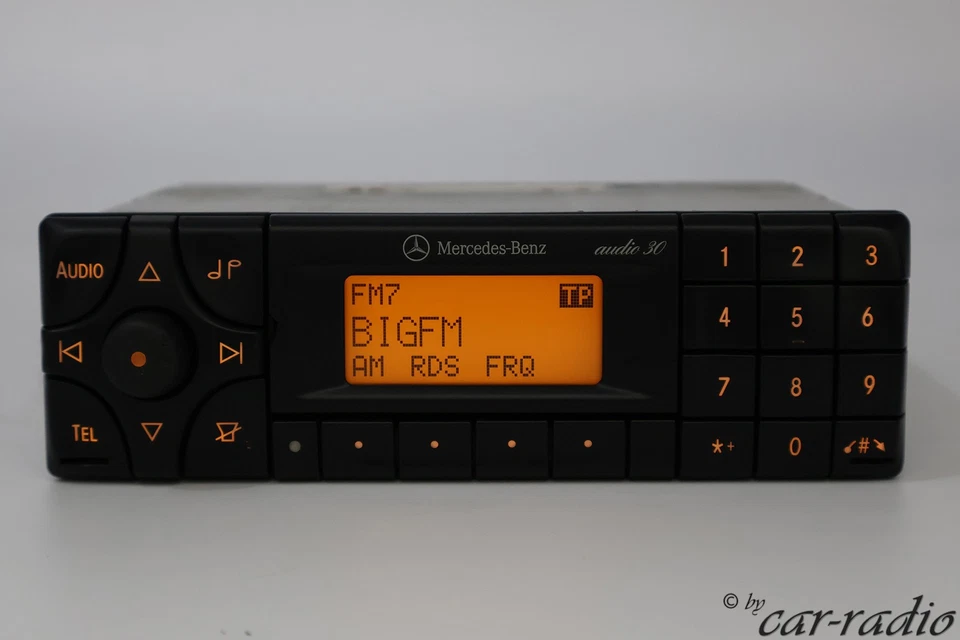 Mercedes-Benz audio 30
AUDIO
FM7 TP
BIGFM
AM RDS FRQ
TEL
1 2 3
4 5 6
7 8 9
*+ 0 #
© by car-radio